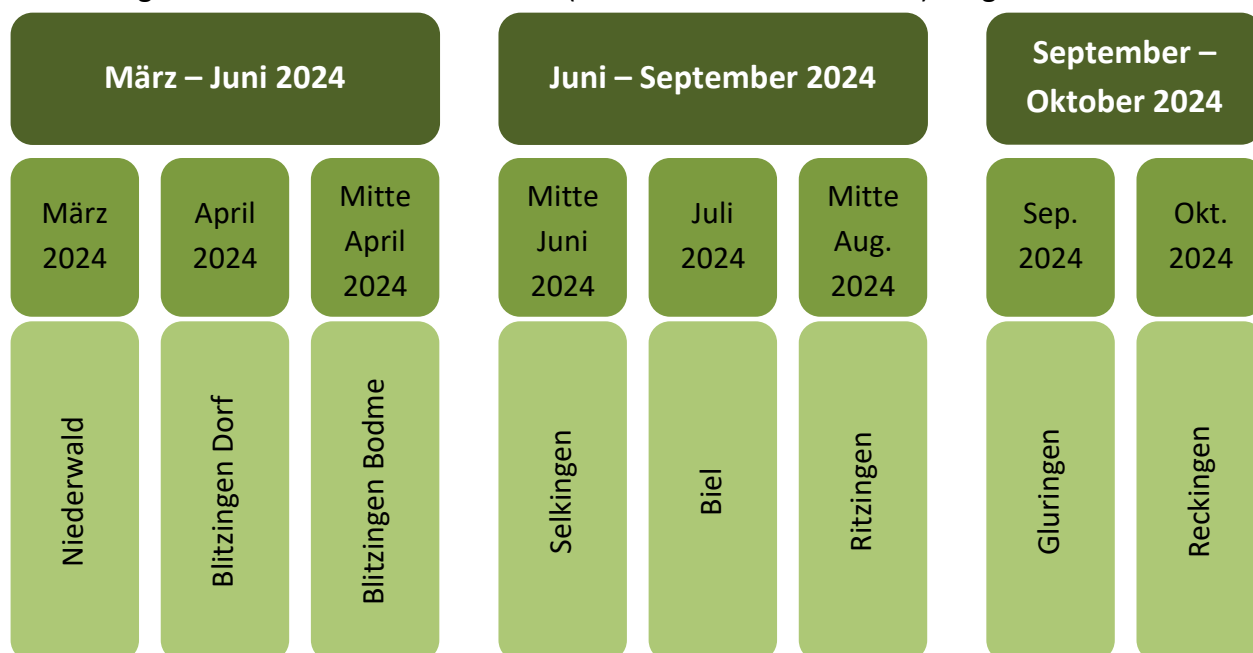 März – Juni 2024
Juni – September 2024
September –
Oktober 2024
März
2024
April
2024
Mitte
April
2024
Mitte
Juni
2024
Juli
2024
Mitte
Aug.
2024
Sep.
2024
Okt.
2024
Niederwald
Blitzingen Dorf
Blitzingen Bodme
Selkingen
Biel
Ritzingen
Gluringen
Reckingen